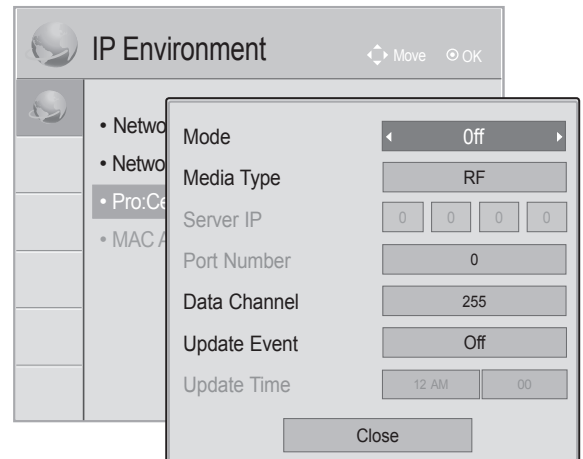 IP Environment
Move OK
• Netwo
• Netwo
• Pro:Ce
• MAC A
Mode Off
Media Type RF
Server IP 0 0 0 0
Port Number 0
Data Channel 255
Update Event Off
Update Time 12 AM 00
Close